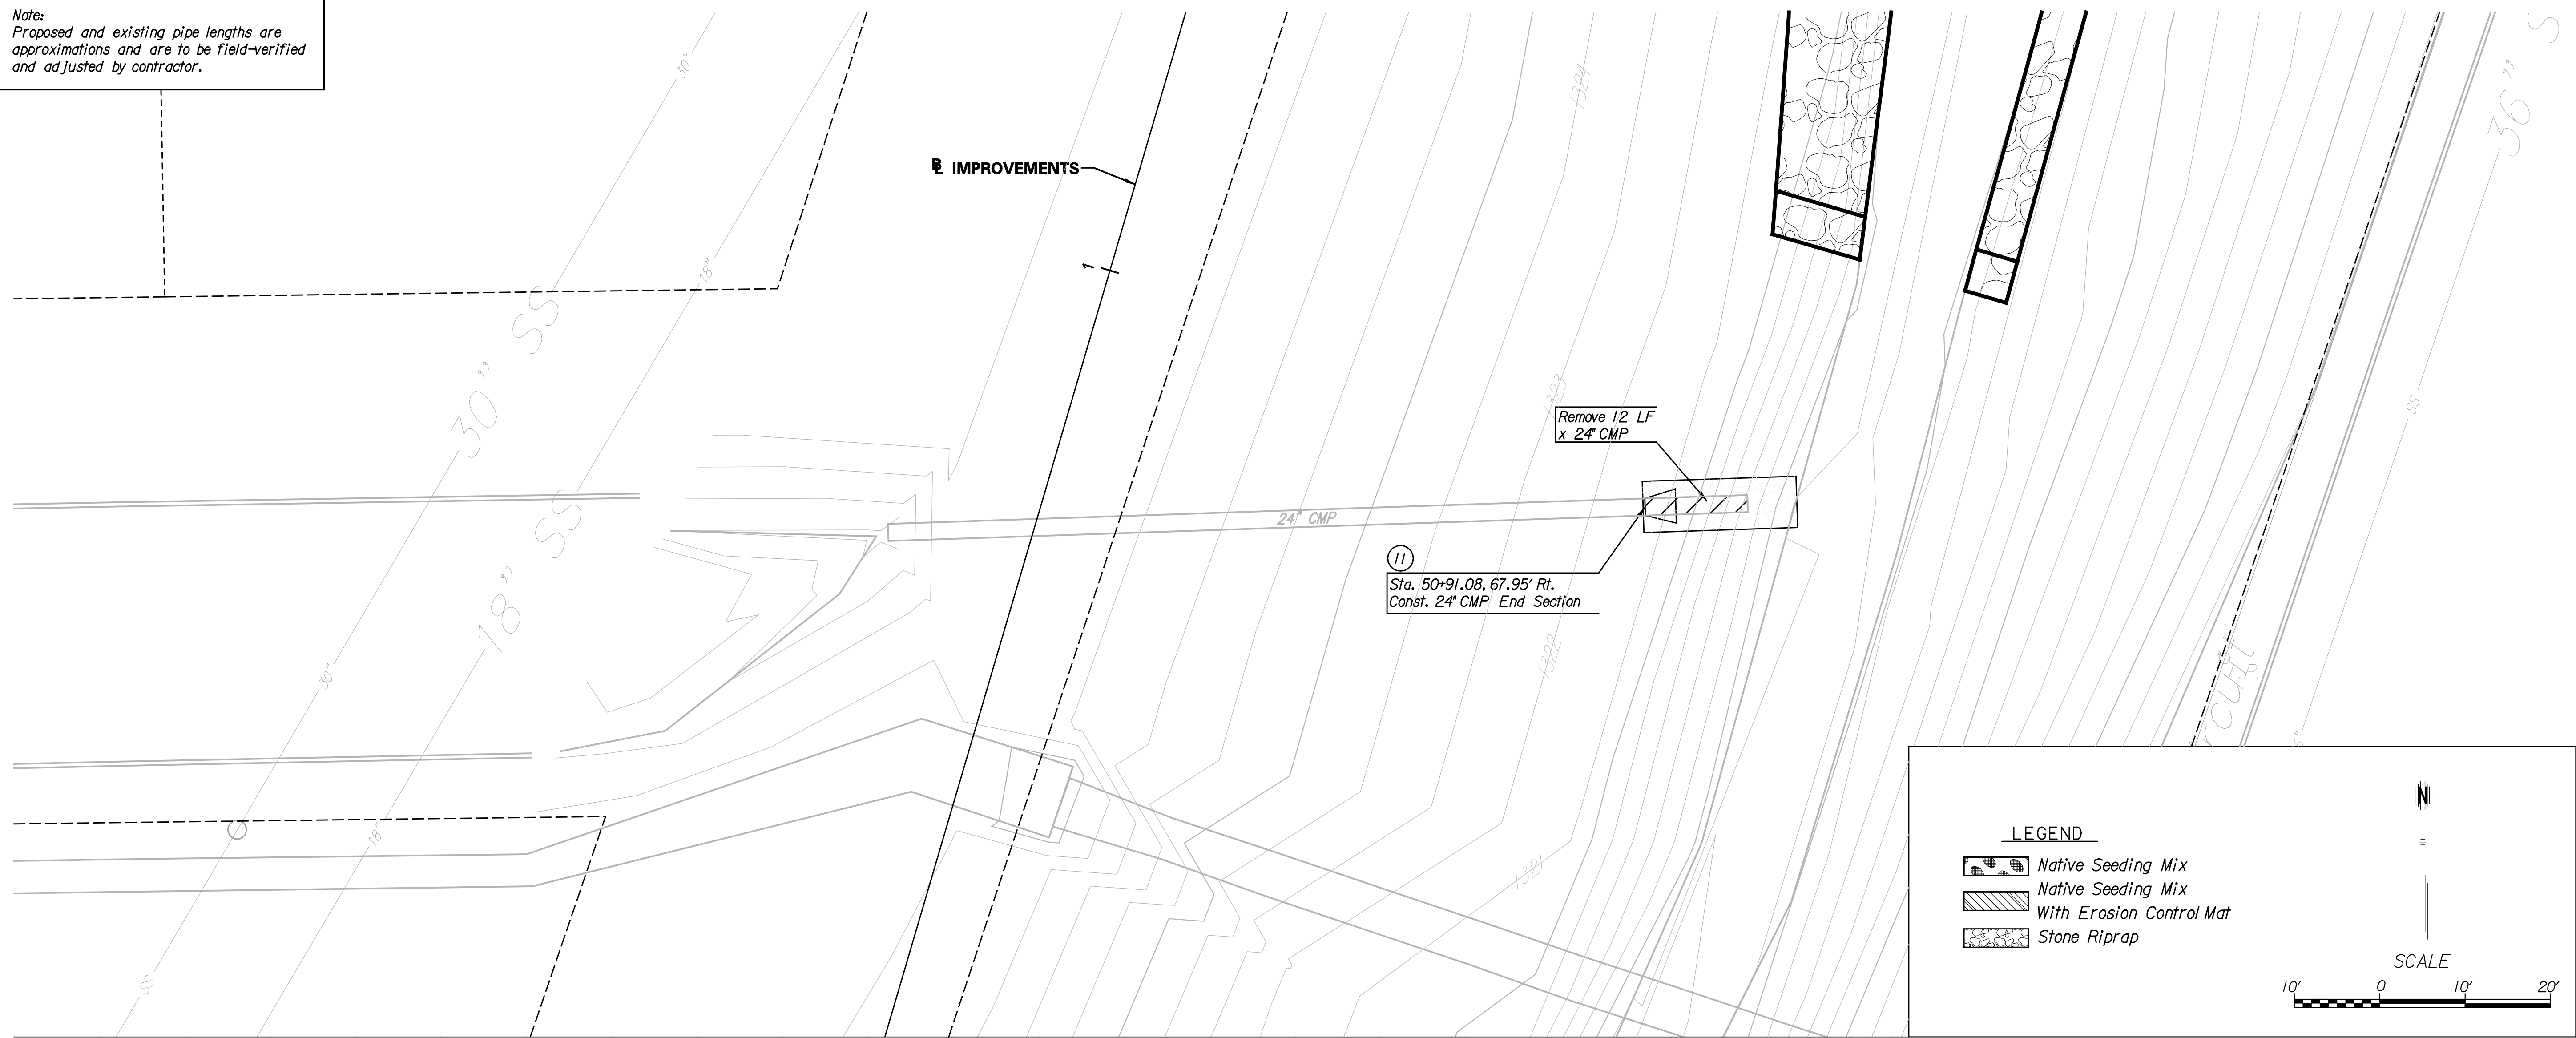 Note:
Proposed and existing pipe lengths are
approximations and are to be field-verified
and adjusted by contractor.
30"
1324
36" S
BL IMPROVEMENTS
18"
1
30" SS
1323
SS
Remove 12 LF
x 24" CMP
18" SS
24" CMP
11
Sta. 50+91.08, 67.95' Rt.
Const. 24" CMP End Section
30"
1322
rcuit
18"
1321
SS
LEGEND
Native Seeding Mix
Native Seeding Mix
With Erosion Control Mat
Stone Riprap
N
SCALE
10' 0 10' 20'